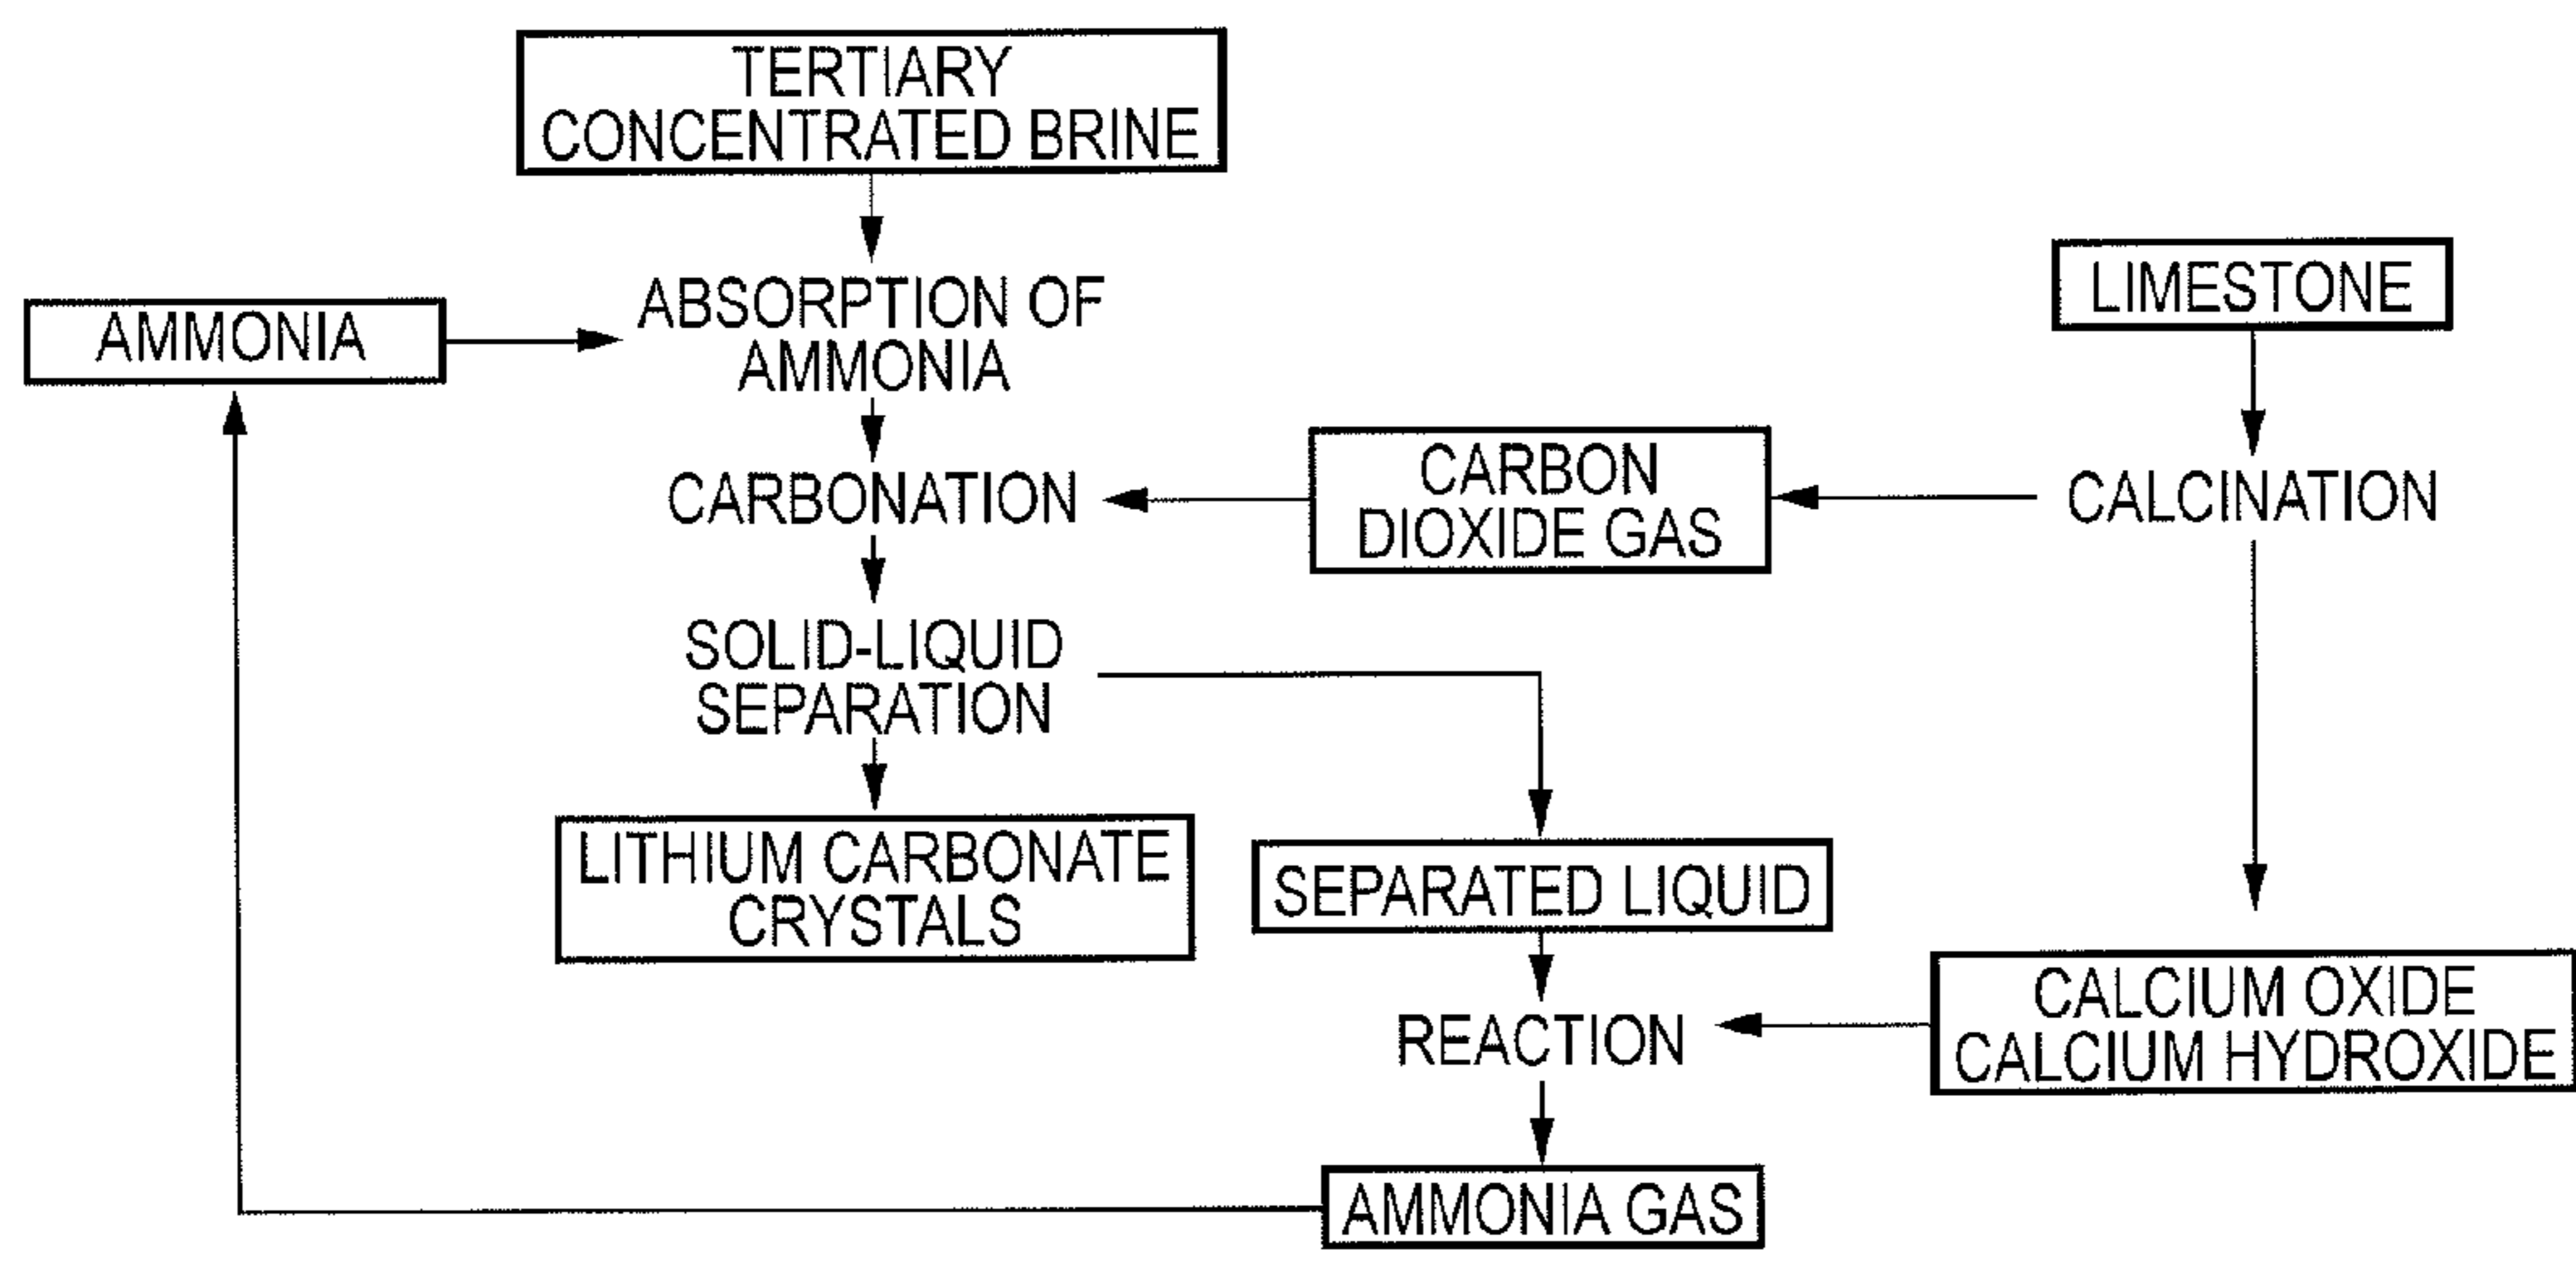 TERTIARY
CONCENTRATED BRINE
AMMONIA
ABSORPTION OF
AMMONIA
LIMESTONE
CARBONATION
CARBON
DIOXIDE GAS
CALCINATION
SOLID-LIQUID
SEPARATION
LITHIUM CARBONATE
CRYSTALS
SEPARATED LIQUID
REACTION
CALCIUM OXIDE
CALCIUM HYDROXIDE
AMMONIA GAS